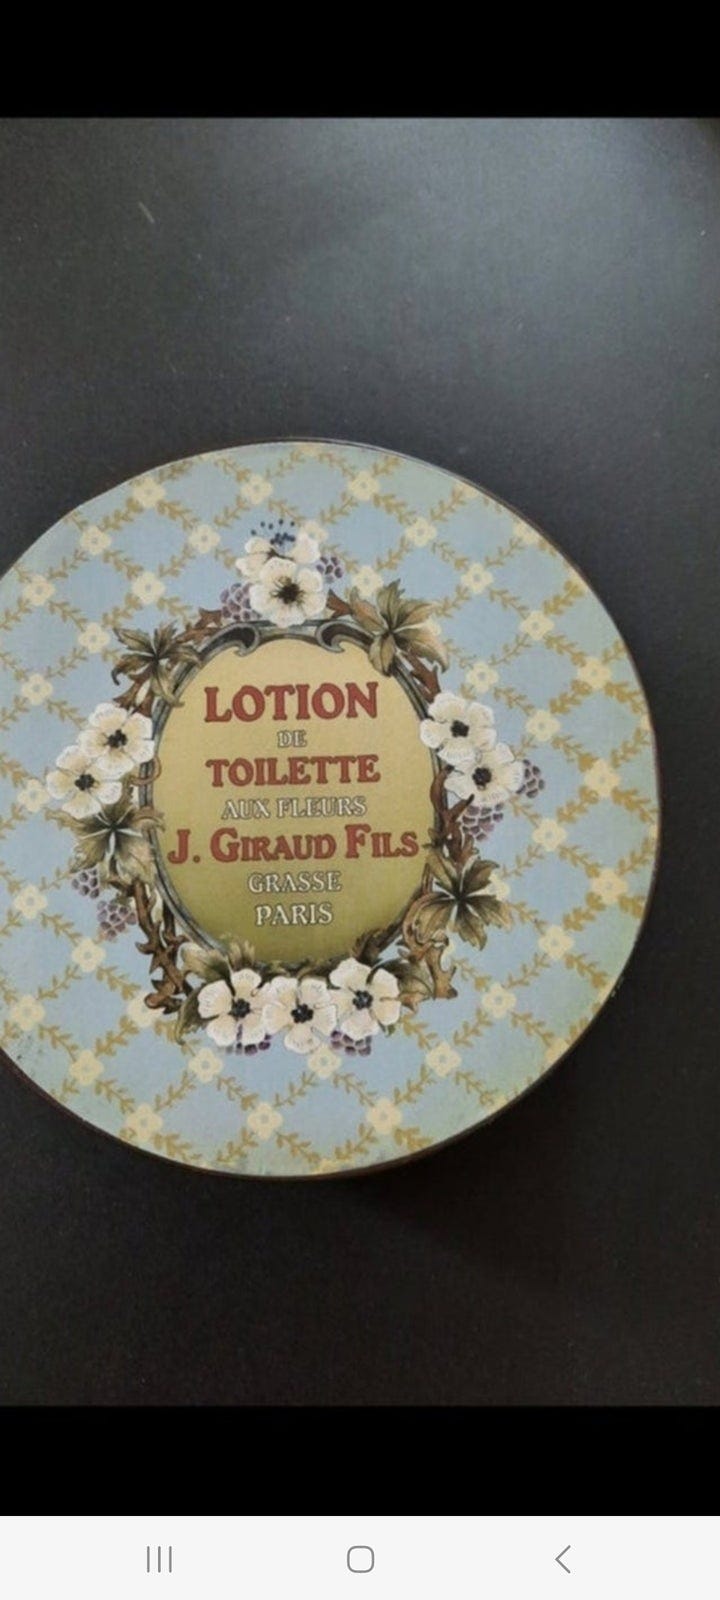 LOTION
DE
TOILETTE
AUX FLEURS
J. GIRAUD FILS
GRASSE
PARIS